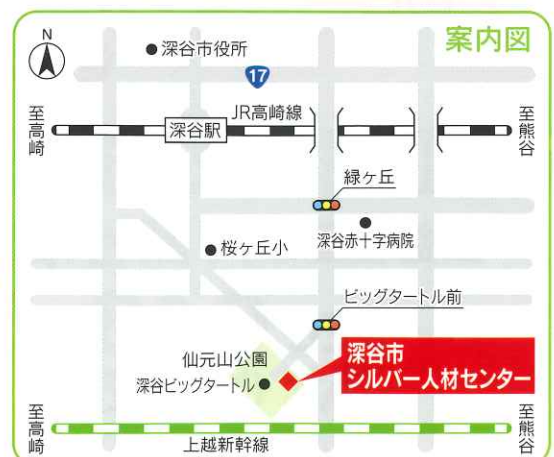 案内図
N
深谷市役所
17
JR高崎線
至高崎
深谷駅
至熊谷
緑ヶ丘
深谷赤十字病院
桜ヶ丘小
ビッグタートル前
仙元山公園
深谷ビッグタートル
深谷市
シルバー人材センター
至高崎
上越新幹線
至熊谷